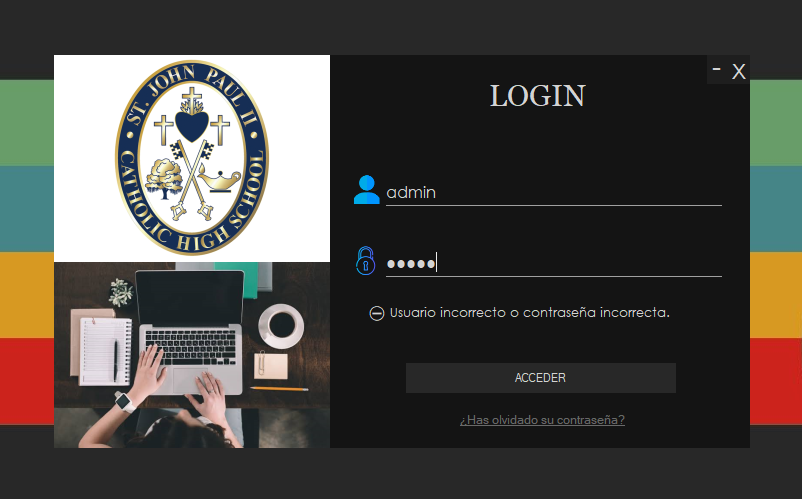 ST. JOHN PAUL II
CATHOLIC HIGH SCHOOL
- X
LOGIN
admin
●●●●●
Usuario incorrecto o contraseña incorrecta.
ACCEDER
¿Has olvidado su contraseña?